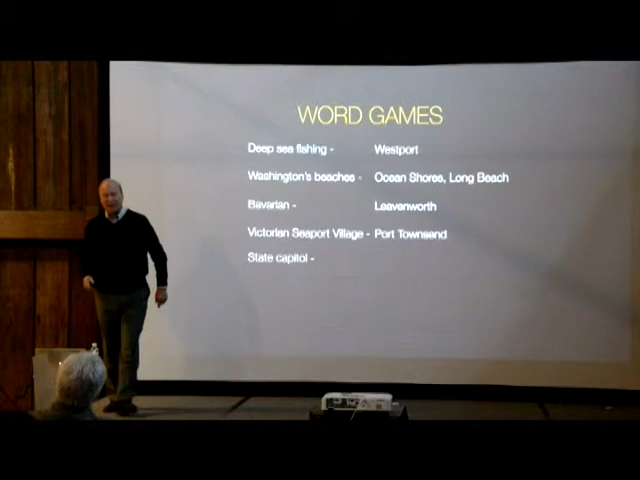 WORD GAMES
Deep sea fishing - Westport
Washington's beaches - Ocean Shores, Long Beach
Bavarian - Leavenworth
Victorian Seaport Village - Port Townsend
State capitol -